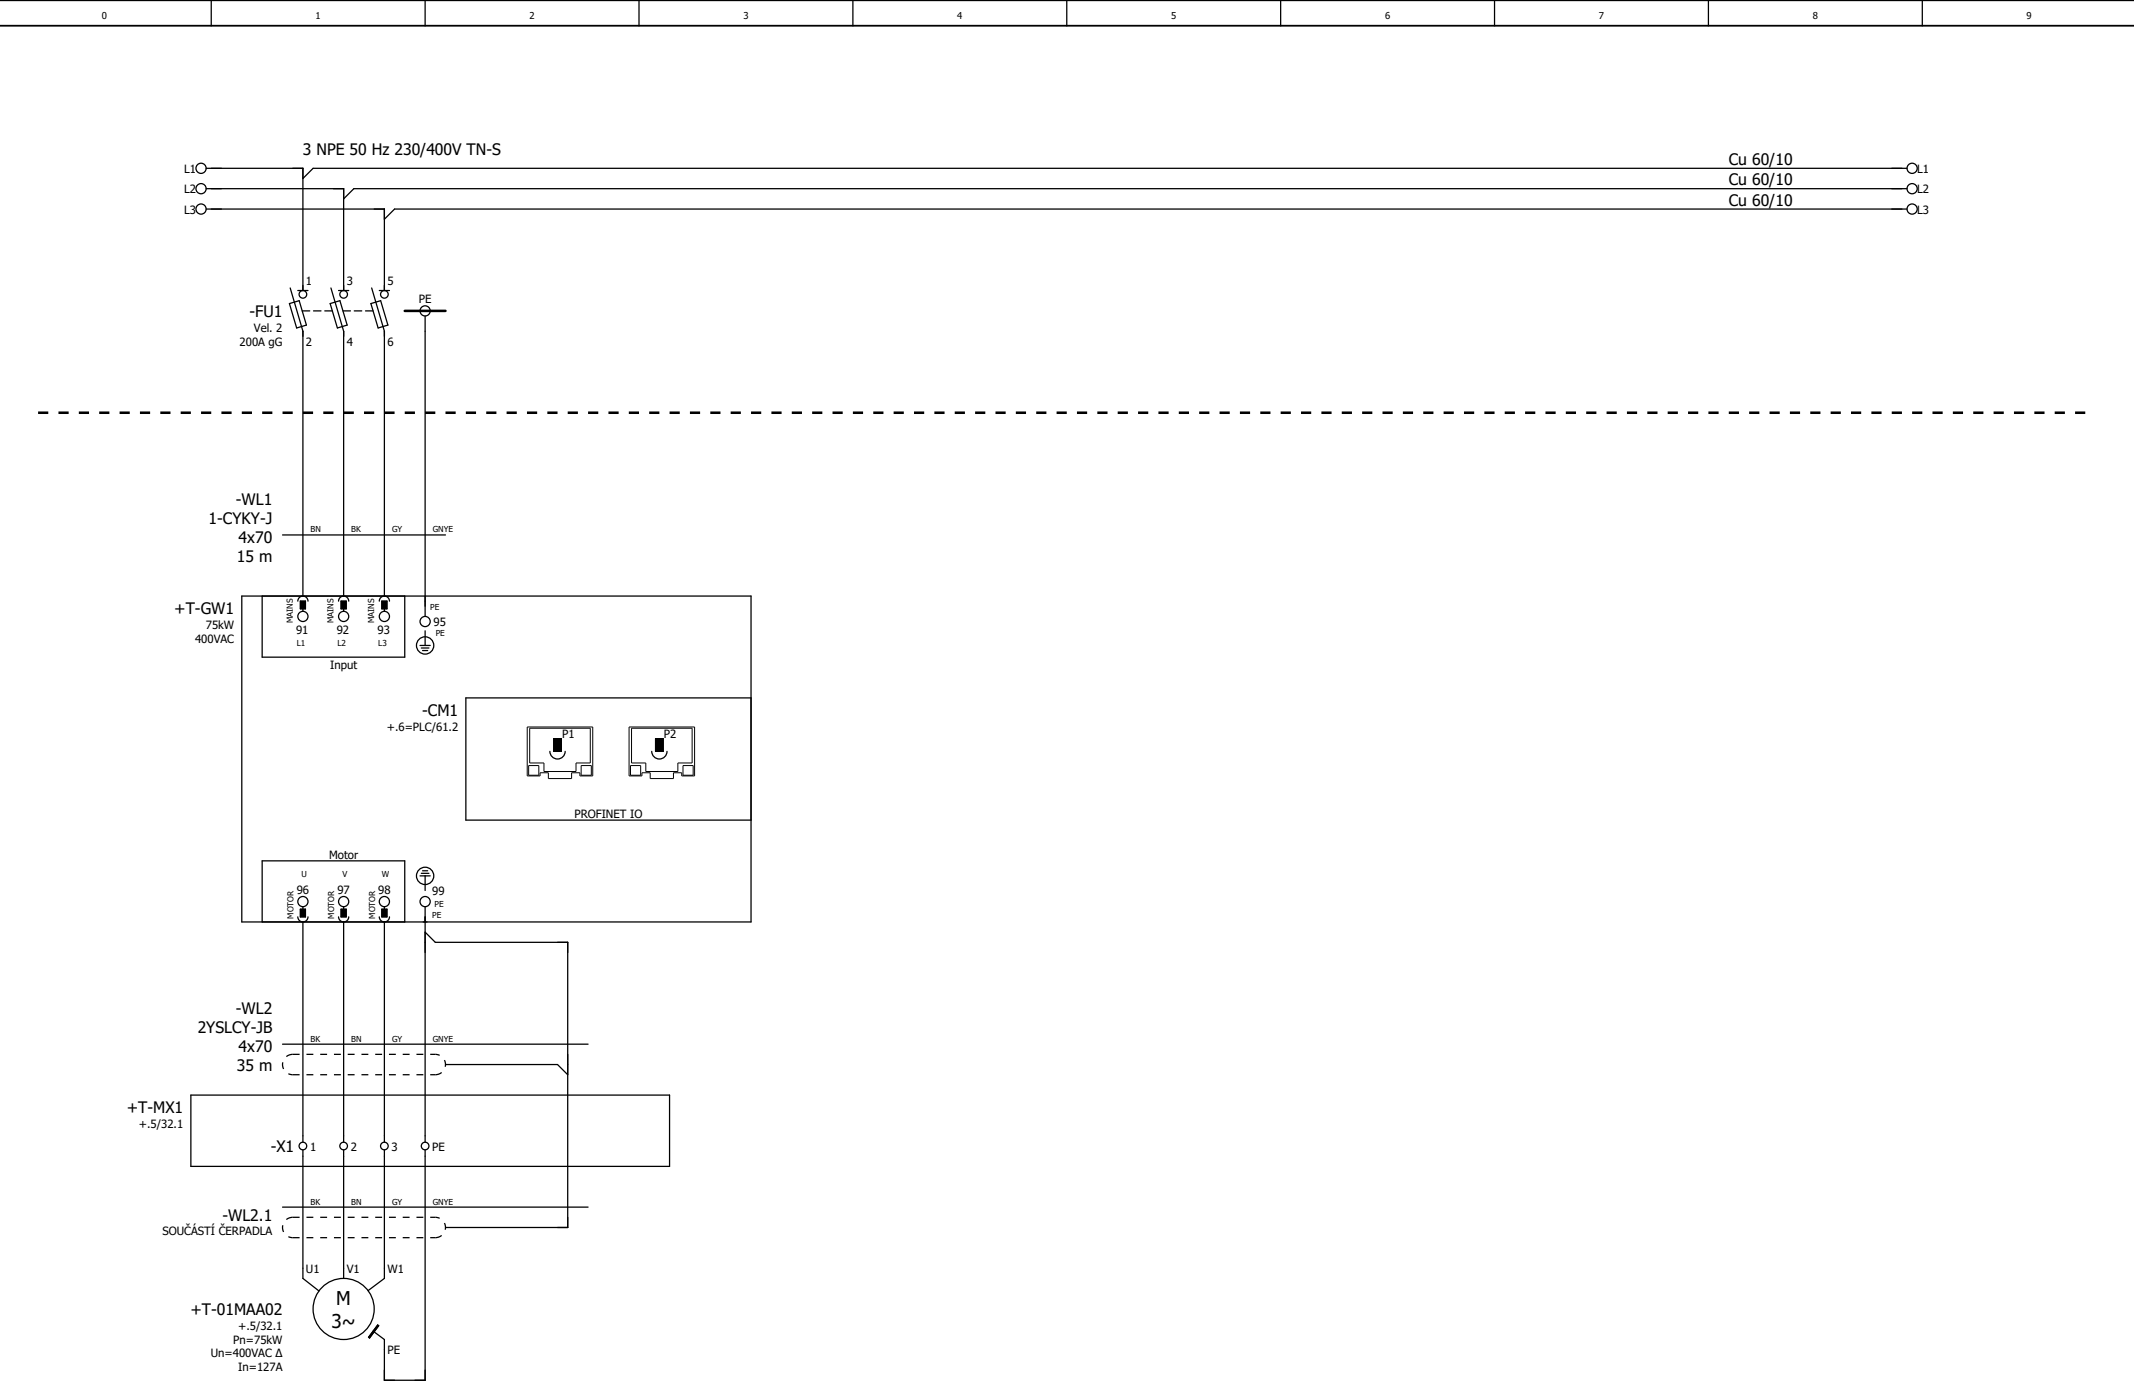 0 1 2 3 4 5 6 7 8 9
3 NPE 50 Hz 230/400V TN-S
L1 Cu 60/10 L1
L2 Cu 60/10 L2
L3 Cu 60/10 L3
1 3 5
PE
-FU1
Vel. 2
200A gG
2 4 6
-WL1
1-CYKY-J
4x70
15 m
BN BK GY GNYE
+T-GW1
75kW
400VAC
MAINS MAINS MAINS PE
91 92 93 95
PE
L1 L2 L3
Input
-CM1
+.6=PLC/61.2
P1 P2
PROFINET IO
Motor
U V W
MOTOR MOTOR MOTOR
96 97 98 99
PE
PE
-WL2
2YSLCY-JB
4x70
35 m
BK BN GY GNYE
+T-MX1
+.5/32.1
-X1 1 2 3 PE
BK BN GY GNYE
-WL2.1
SOUČÁSTÍ ČERPADLA
U1 V1 W1
M
3~
+T-01MAA02
+.5/32.1
Pn=75kW
Un=400VAC Δ
In=127A
PE